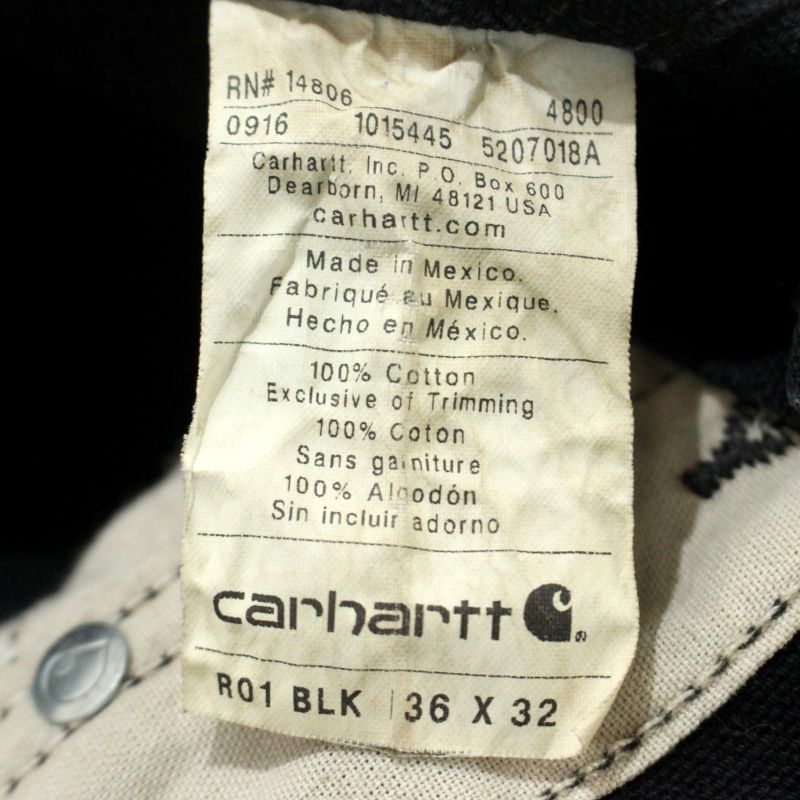 RN# 14806 4800
0916 1015445 5207018A
Carhartt, Inc. P.O. Box 600
Dearborn, MI 48121 USA
carhartt.com
Made in Mexico.
Fabriqué au Mexique.
Hecho en México.
100% Cotton
Exclusive of Trimming
100% Coton
Sans garniture
100% Algodón
Sin incluir adorno
carhartt ®
R01 BLK | 36 X 32